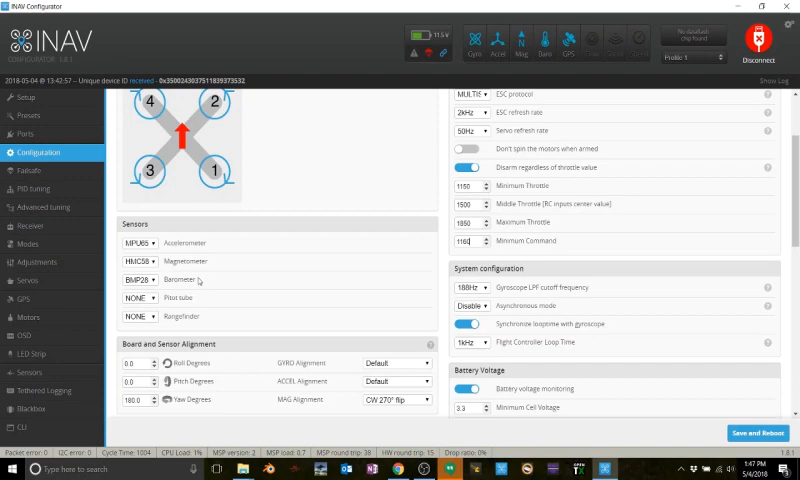 INAV Configurator
INAV
CONFIGURATOR 1.8.1
11.5 V
Gyro Accel Mag Baro GPS
No dataflash
chip found
Profile 1
Disconnect
2018-05-04 @ 13:42:57 -- Unique device ID received - 0x3500243037511839373532
Show Log
Setup
Presets
Ports
Configuration
Failsafe
PID tuning
Advanced tuning
Receiver
Modes
Adjustments
Servos
GPS
Motors
OSD
LED Strip
Sensors
Tethered Logging
Blackbox
CLI
4 2
3 1
Sensors
MPU65 Accelerometer
HMC58 Magnetometer
BMP28 Barometer
NONE Pitot tube
NONE Rangefinder
Board and Sensor Alignment
0.0 Roll Degrees GYRO Alignment Default
0.0 Pitch Degrees ACCEL Alignment Default
180.0 Yaw Degrees MAG Alignment CW 270° flip
MULTIS ESC protocol
2kHz ESC refresh rate
50Hz Servo refresh rate
Don't spin the motors when armed
Disarm regardless of throttle value
1150 Minimum Throttle
1500 Middle Throttle [RC inputs center value]
1850 Maximum Throttle
1160 Minimum Command
System configuration
188Hz Gyroscope LPF cutoff frequency
Disable Asynchronous mode
Synchronize looptime with gyroscope
1kHz Flight Controller Loop Time
Battery Voltage
Battery voltage monitoring
3.3 Minimum Cell Voltage
Save and Reboot
Packet error: 0 I2C error: 0 Cycle Time: 1004 CPU Load: 1% MSP version: 2 MSP load: 0.7 MSP round trip: 38 HW round trip: 15 Drop ratio: 0% 1.8.1
Type here to search
OPEN
TX
1:47 PM
5/4/2018